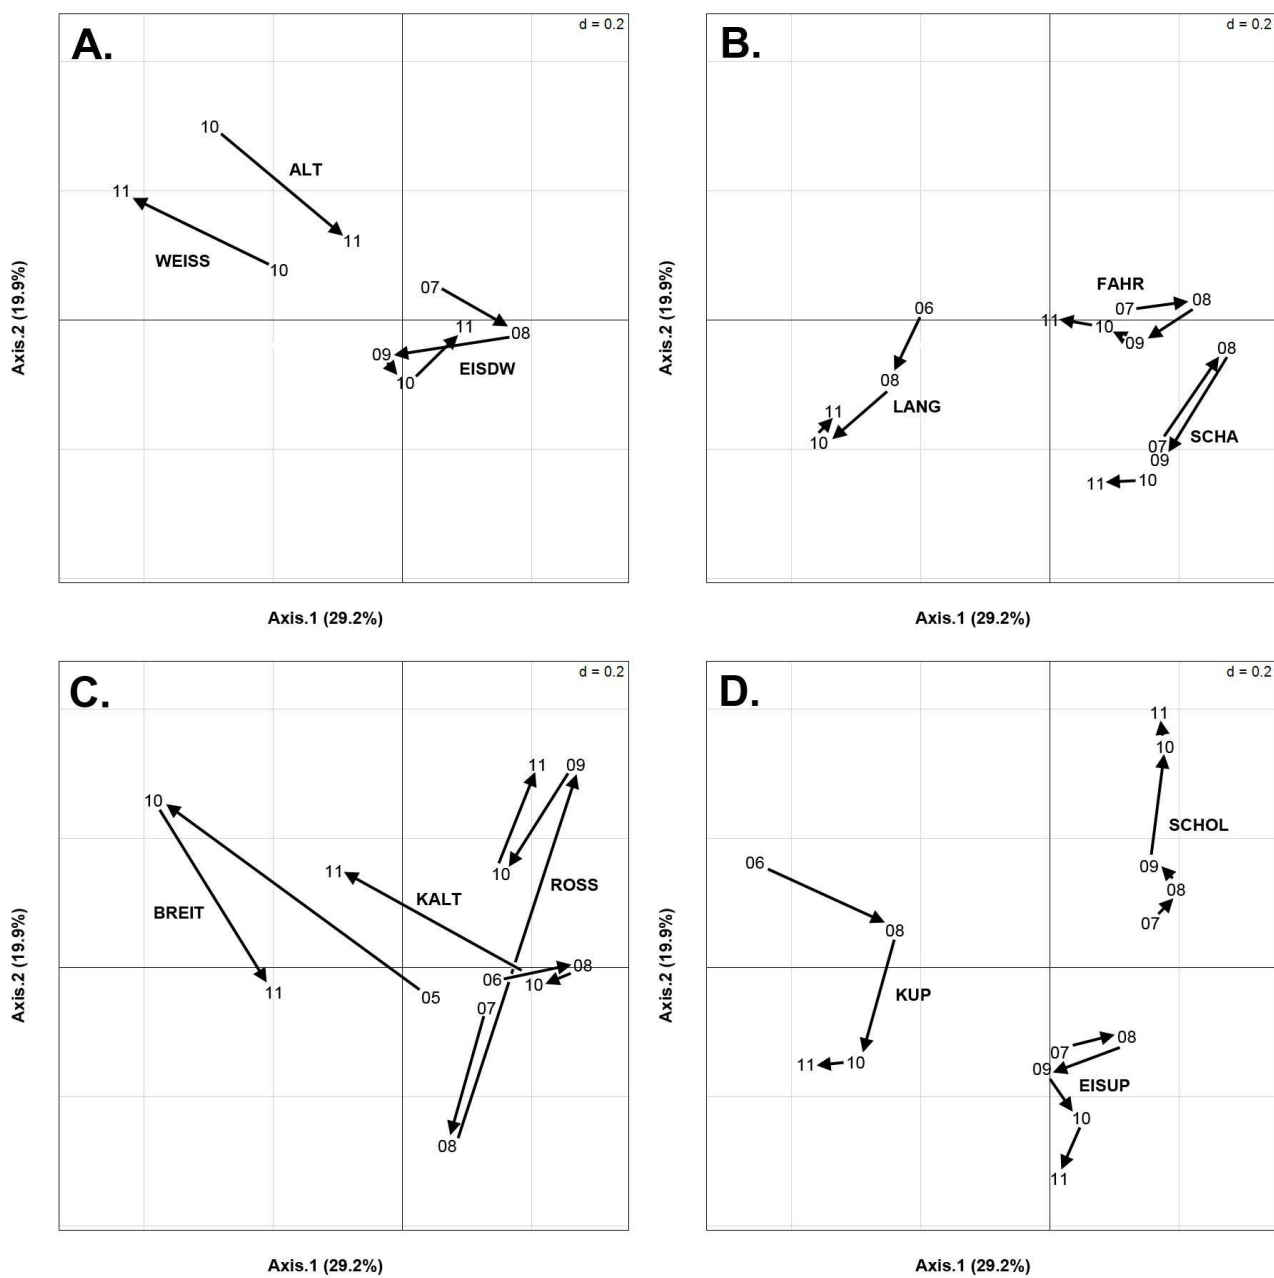 A.
d = 0.2
10
ALT
11
11
WEISS
10
07
11
08
09
EISDW
10
Axis.2 (19.9%)
Axis.1 (29.2%)
B.
d = 0.2
FAHR
06
07
08
11
10
09
08
08
LANG
11
10
07
SCHA
09
10
11
Axis.2 (19.9%)
Axis.1 (29.2%)
C.
d = 0.2
11
09
10
11
10
ROSS
KALT
BREIT
08
06
10
11
05
07
08
Axis.2 (19.9%)
Axis.1 (29.2%)
D.
d = 0.2
11
10
SCHOL
06
09
08
07
08
KUP
08
07
11
10
09
EISUP
10
11
Axis.2 (19.9%)
Axis.1 (29.2%)